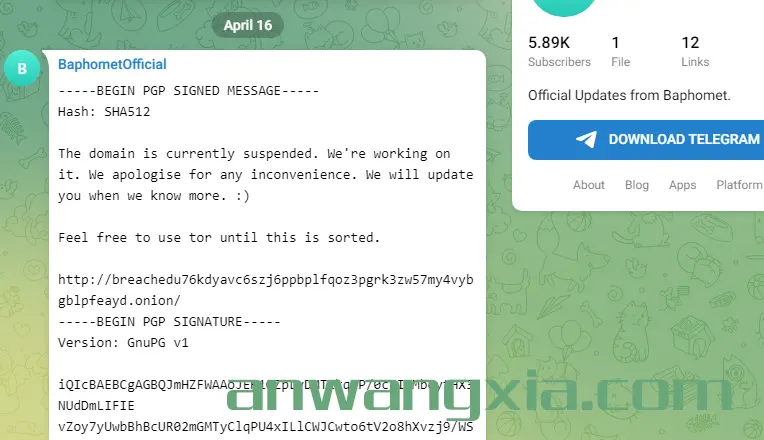 April 16
BaphometOfficial
-----BEGIN PGP SIGNED MESSAGE-----
Hash: SHA512
The domain is currently suspended. We're working on
it. We apologise for any inconvenience. We will update
you when we know more. :)
Feel free to use tor until this is sorted.
http://breachedu76kdyavc6szj6ppbplfqoz3pgrk3zw57my4vyb
gblpfeayd.onion/
-----BEGIN PGP SIGNATURE-----
Version: GnuPG v1
NUdDmLIFIE
vZoy7yUwbBhBcUR02mGMTyClqPU4xILlCWJCwto6tV2o8hXvzj9/WS
B
5.89K
Subscribers
1
File
12
Links
Official Updates from Baphomet.
DOWNLOAD TELEGRAM
About Blog Apps Platform
anwangxia.com